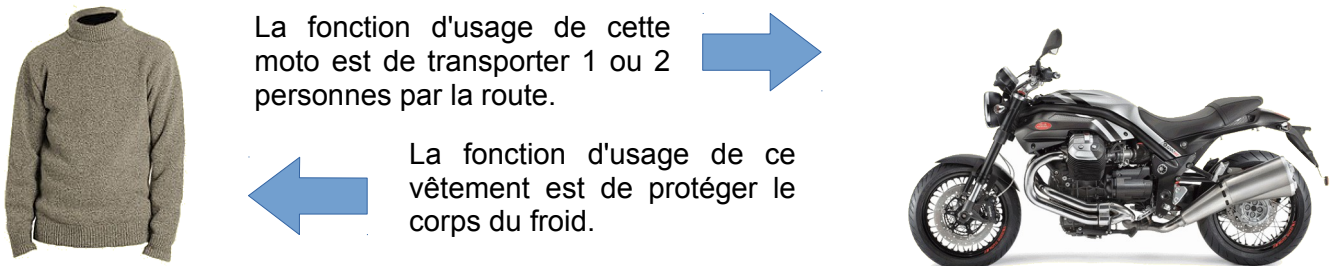 La fonction d'usage de cette
moto est de transporter 1 ou 2
personnes par la route.
La fonction d'usage de ce
vêtement est de protéger le
corps du froid.